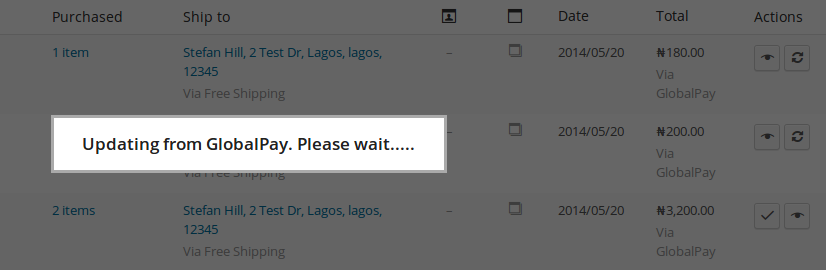 Purchased Ship to Date Total Actions
1 item Stefan Hill, 2 Test Dr, Lagos, lagos, – 2014/05/20 ₦180.00
12345 Via
Via Free Shipping GlobalPay
– 2014/05/20 ₦200.00
Updating from GlobalPay. Please wait.....
Via
Via Free Shipping GlobalPay
2 items Stefan Hill, 2 Test Dr, Lagos, lagos, – 2014/05/20 ₦3,200.00
12345 Via
Via Free Shipping GlobalPay